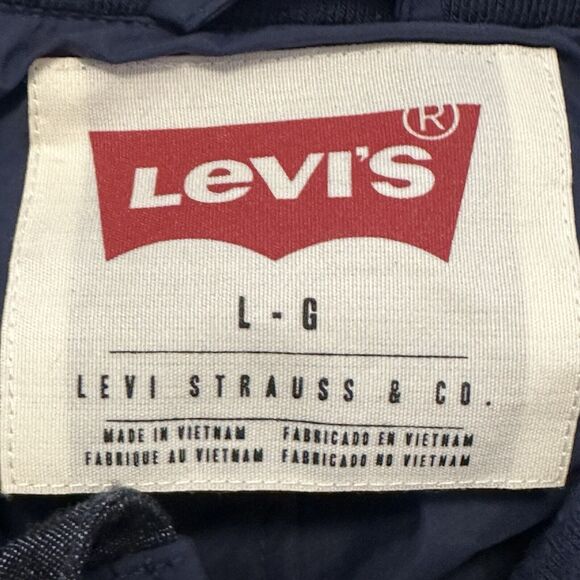 LEVI'S®
L - G
LEVI STRAUSS & CO.
MADE IN VIETNAM FABRICADO EN VIETNAM
FABRIQUE AU VIETNAM FABRICADO NO VIETNAM